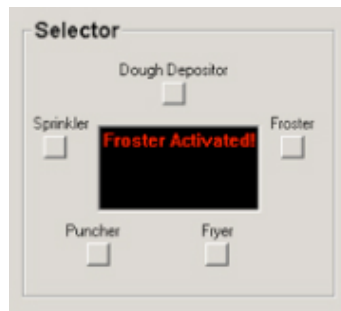 Selector
Dough Depositor
Sprinkler
Froster
Froster Activated!
Puncher
Fryer